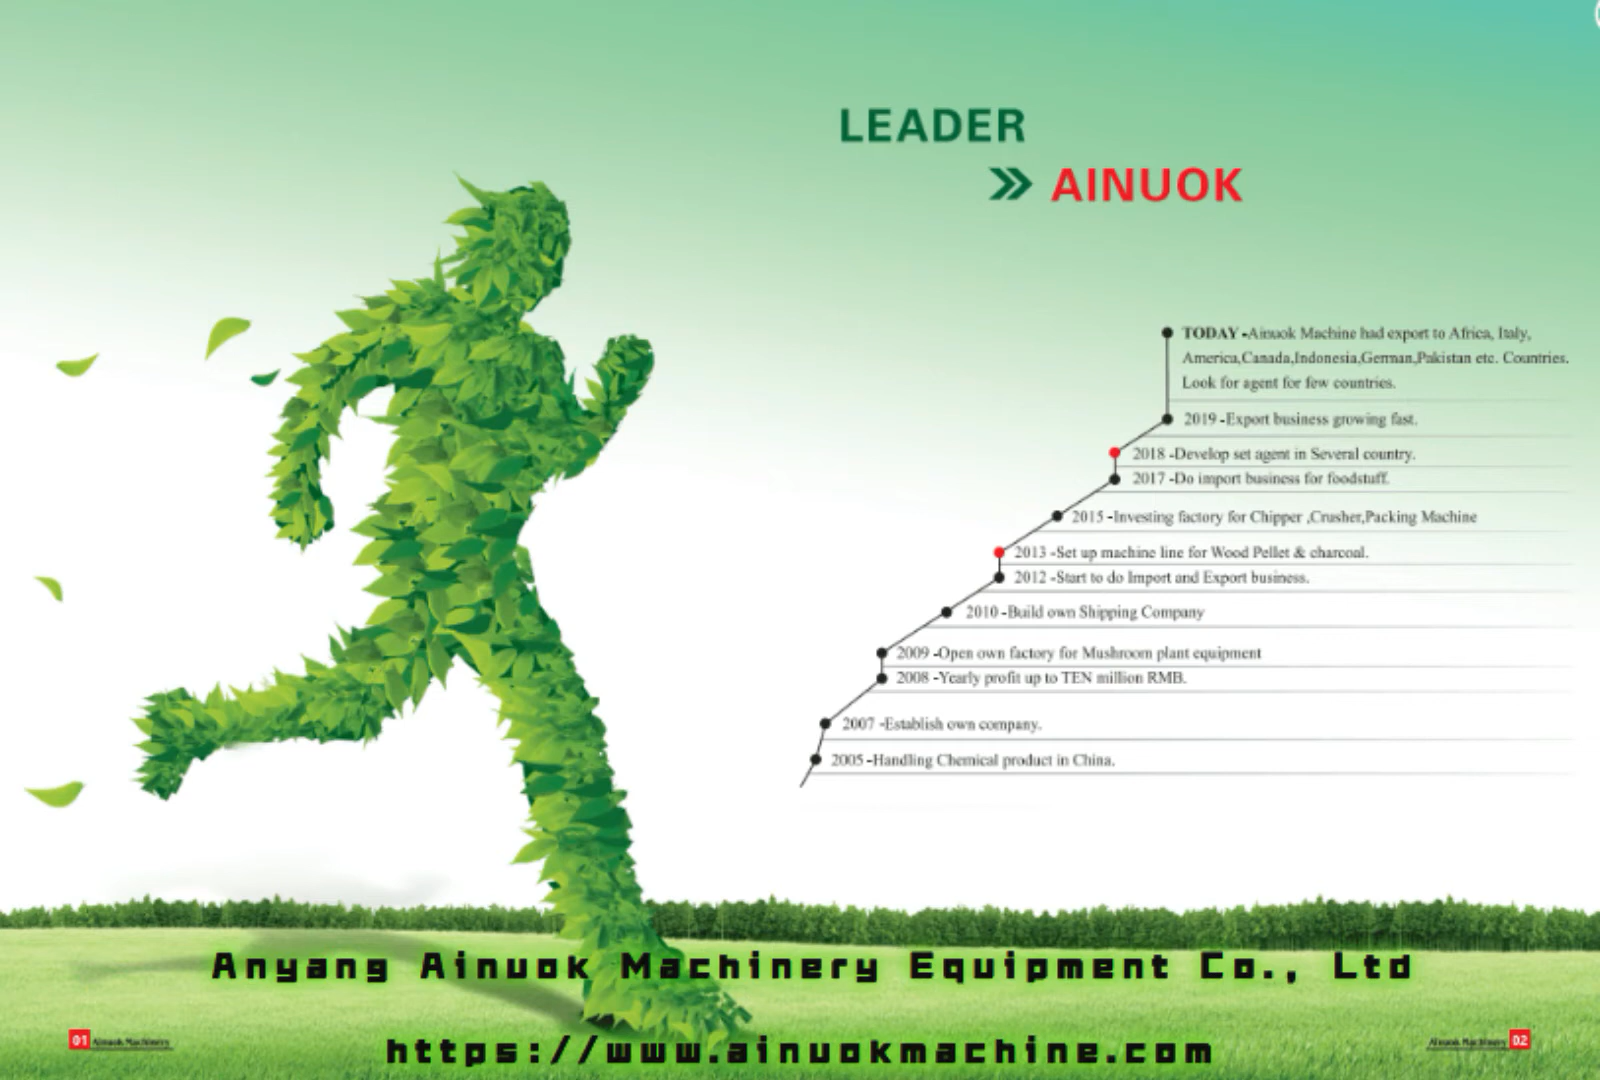 LEADER
» AINUOK
TODAY -Ainuok Machine had export to Africa, Italy,
America,Canada,Indonesia,German,Pakistan etc. Countries.
Look for agent for few countries.
2019 -Export business growing fast.
2018 -Develop set agent in Several country.
2017 -Do import business for foodstuff.
2015 -Investing factory for Chipper ,Crusher,Packing Machine
2013 -Set up machine line for Wood Pellet & charcoal.
2012 -Start to do Import and Export business.
2010 -Build own Shipping Company
2009 -Open own factory for Mushroom plant equipment
2008 -Yearly profit up to TEN million RMB.
2007 -Establish own company.
2005 -Handling Chemical product in China.
Anyang Ainuok Machinery Equipment Co., Ltd
01 Ainuok Machinery
https://www.ainuokmachine.com
Ainuok Machinery 02